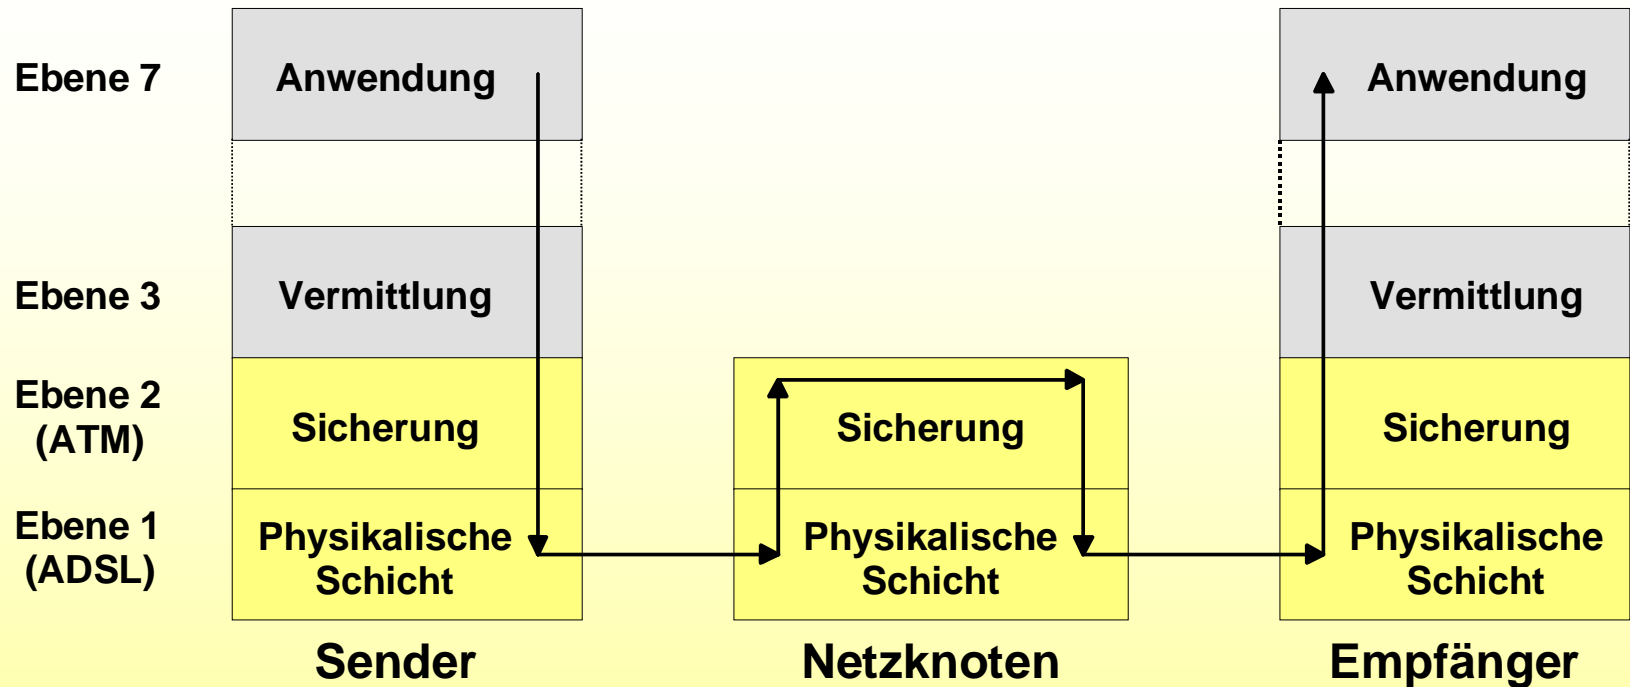 Ebene 7
Anwendung
Anwendung
Ebene 3
Vermittlung
Vermittlung
Ebene 2
(ATM)
Sicherung
Sicherung
Sicherung
Ebene 1
(ADSL)
Physikalische
Schicht
Physikalische
Schicht
Physikalische
Schicht
Sender
Netzknoten
Empfänger